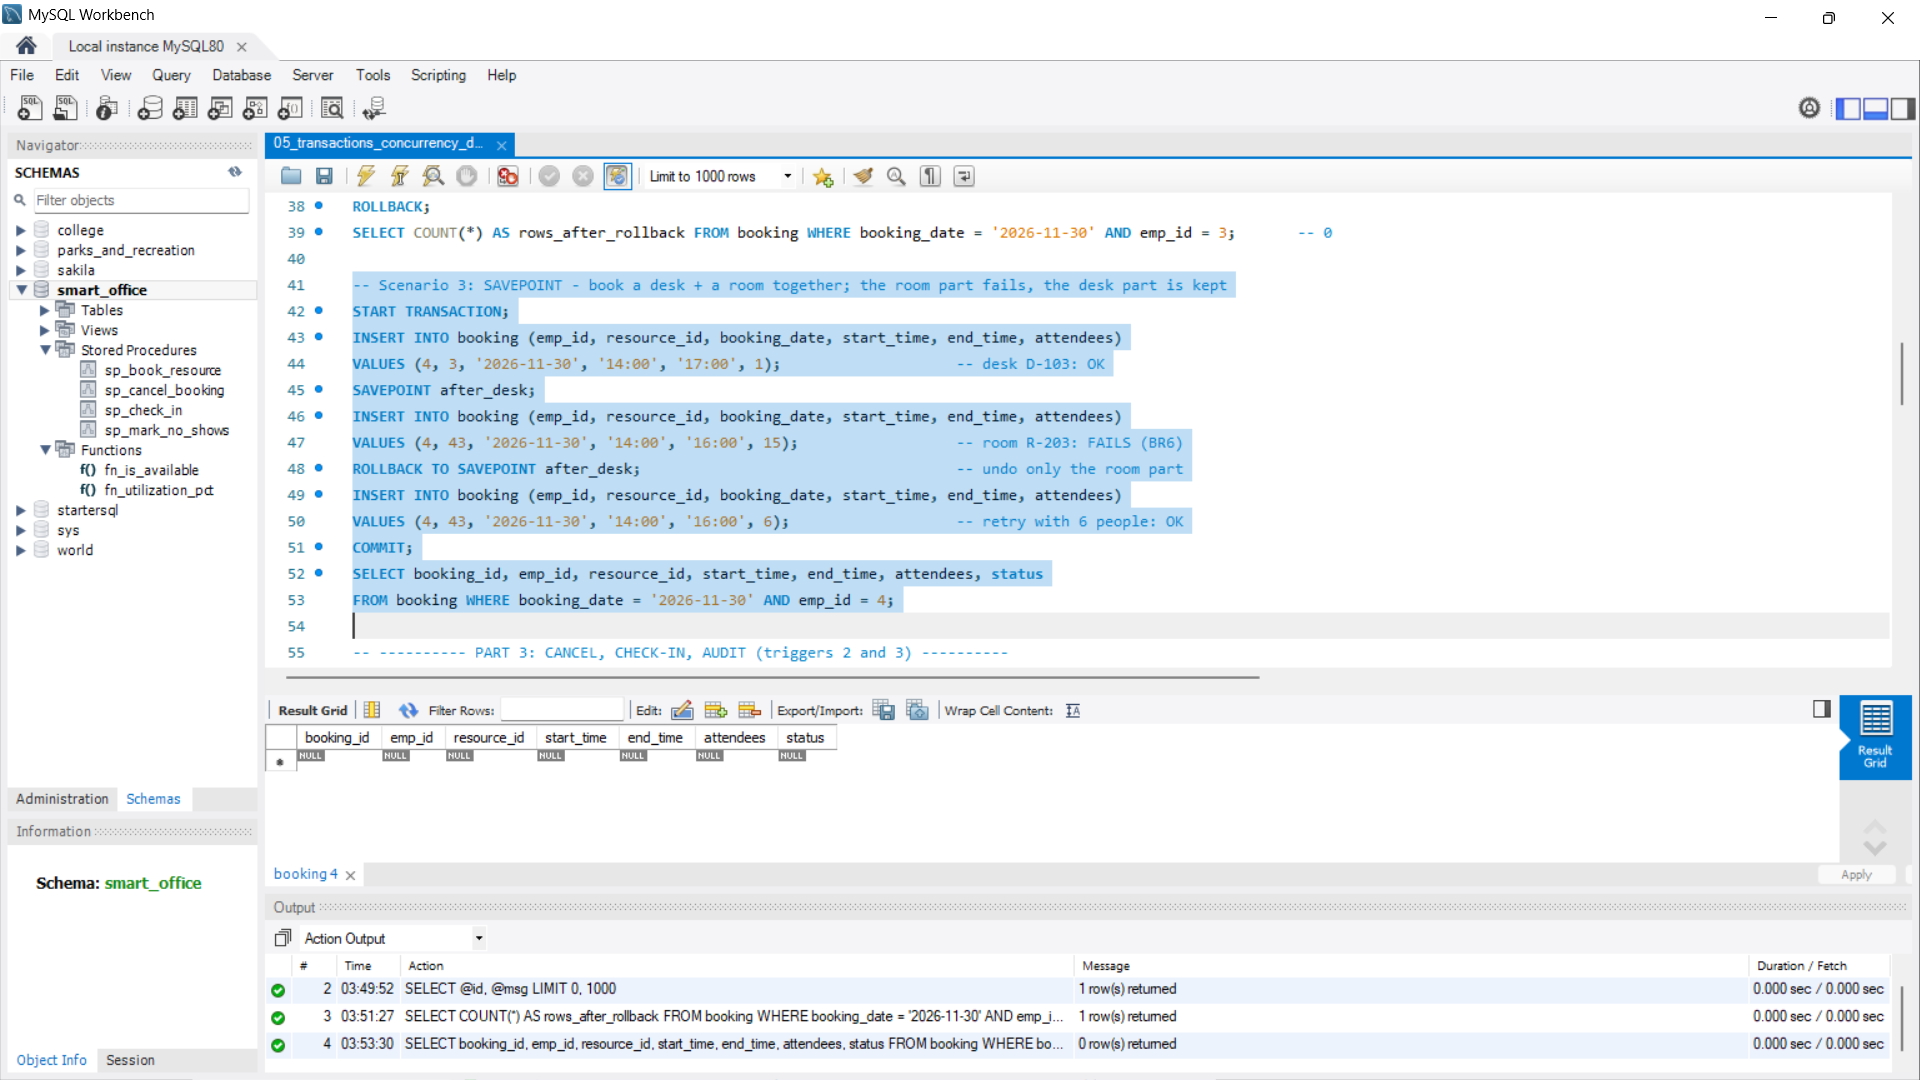 MySQL Workbench
Local instance MySQL80
File Edit View Query Database Server Tools Scripting Help
Navigator
SCHEMAS
Filter objects
college
parks_and_recreation
sakila
smart_office
Tables
Views
Stored Procedures
sp_book_resource
sp_cancel_booking
sp_check_in
sp_mark_no_shows
Functions
f() fn_is_available
f() fn_utilization_pct
startersql
sys
world
Administration Schemas
Information
Schema: smart_office
Object Info Session
05_transactions_concurrency_d...
Limit to 1000 rows
38 ROLLBACK;
39 SELECT COUNT(*) AS rows_after_rollback FROM booking WHERE booking_date = '2026-11-30' AND emp_id = 3; -- 0
40
41 -- Scenario 3: SAVEPOINT - book a desk + a room together; the room part fails, the desk part is kept
42 START TRANSACTION;
43 INSERT INTO booking (emp_id, resource_id, booking_date, start_time, end_time, attendees)
44 VALUES (4, 3, '2026-11-30', '14:00', '17:00', 1); -- desk D-103: OK
45 SAVEPOINT after_desk;
46 INSERT INTO booking (emp_id, resource_id, booking_date, start_time, end_time, attendees)
47 VALUES (4, 43, '2026-11-30', '14:00', '16:00', 15); -- room R-203: FAILS (BR6)
48 ROLLBACK TO SAVEPOINT after_desk; -- undo only the room part
49 INSERT INTO booking (emp_id, resource_id, booking_date, start_time, end_time, attendees)
50 VALUES (4, 43, '2026-11-30', '14:00', '16:00', 6); -- retry with 6 people: OK
51 COMMIT;
52 SELECT booking_id, emp_id, resource_id, start_time, end_time, attendees, status
53 FROM booking WHERE booking_date = '2026-11-30' AND emp_id = 4;
54
55 -- ---------- PART 3: CANCEL, CHECK-IN, AUDIT (triggers 2 and 3) ----------
Result Grid Filter Rows: Edit: Export/Import: Wrap Cell Content:
booking_id emp_id resource_id start_time end_time attendees status
NULL NULL NULL NULL NULL NULL NULL
Result Grid
booking 4
Apply
Output
Action Output
# Time Action Message Duration / Fetch
2 03:49:52 SELECT @id, @msg LIMIT 0, 1000 1 row(s) returned 0.000 sec / 0.000 sec
3 03:51:27 SELECT COUNT(*) AS rows_after_rollback FROM booking WHERE booking_date = '2026-11-30' AND emp_i... 1 row(s) returned 0.000 sec / 0.000 sec
4 03:53:30 SELECT booking_id, emp_id, resource_id, start_time, end_time, attendees, status FROM booking WHERE bo... 0 row(s) returned 0.000 sec / 0.000 sec